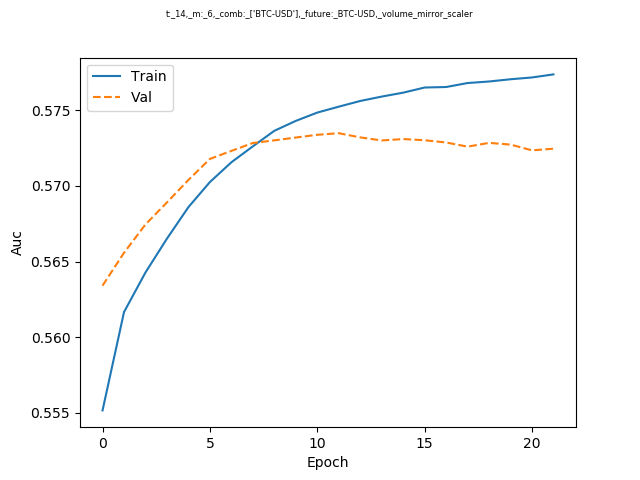 t:_14,_m:_6,_comb:_['BTC-USD'],_future:_BTC-USD,_volume_mirror_scaler
Train
Val
0.575
0.570
0.565
0.560
0.555
Auc
0 5 10 15 20
Epoch